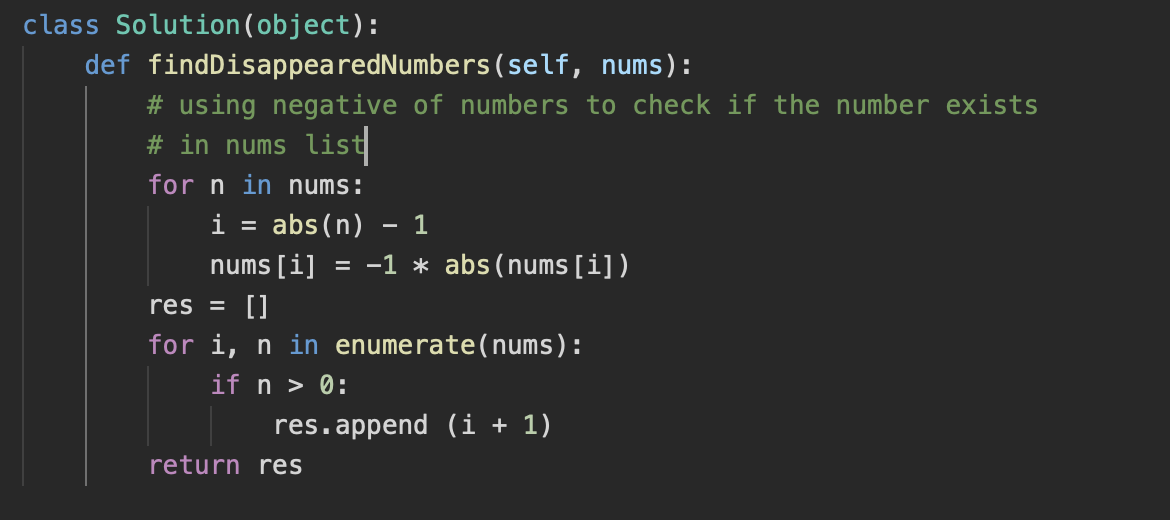 class Solution(object):
    def findDisappearedNumbers(self, nums):
        # using negative of numbers to check if the number exists
        # in nums list
        for n in nums:
            i = abs(n) - 1
            nums[i] = -1 * abs(nums[i])
        res = []
        for i, n in enumerate(nums):
            if n > 0:
                res.append (i + 1)
        return res